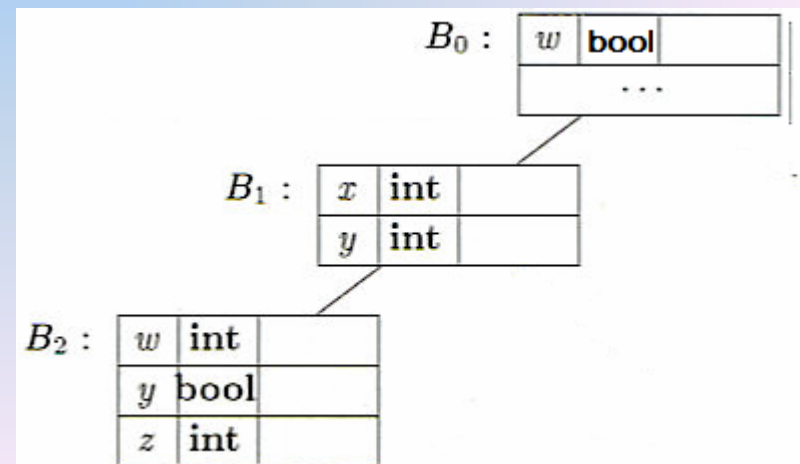 B₀ : w bool
...
B₁ : x int
y int
B₂ : w int
y bool
z int